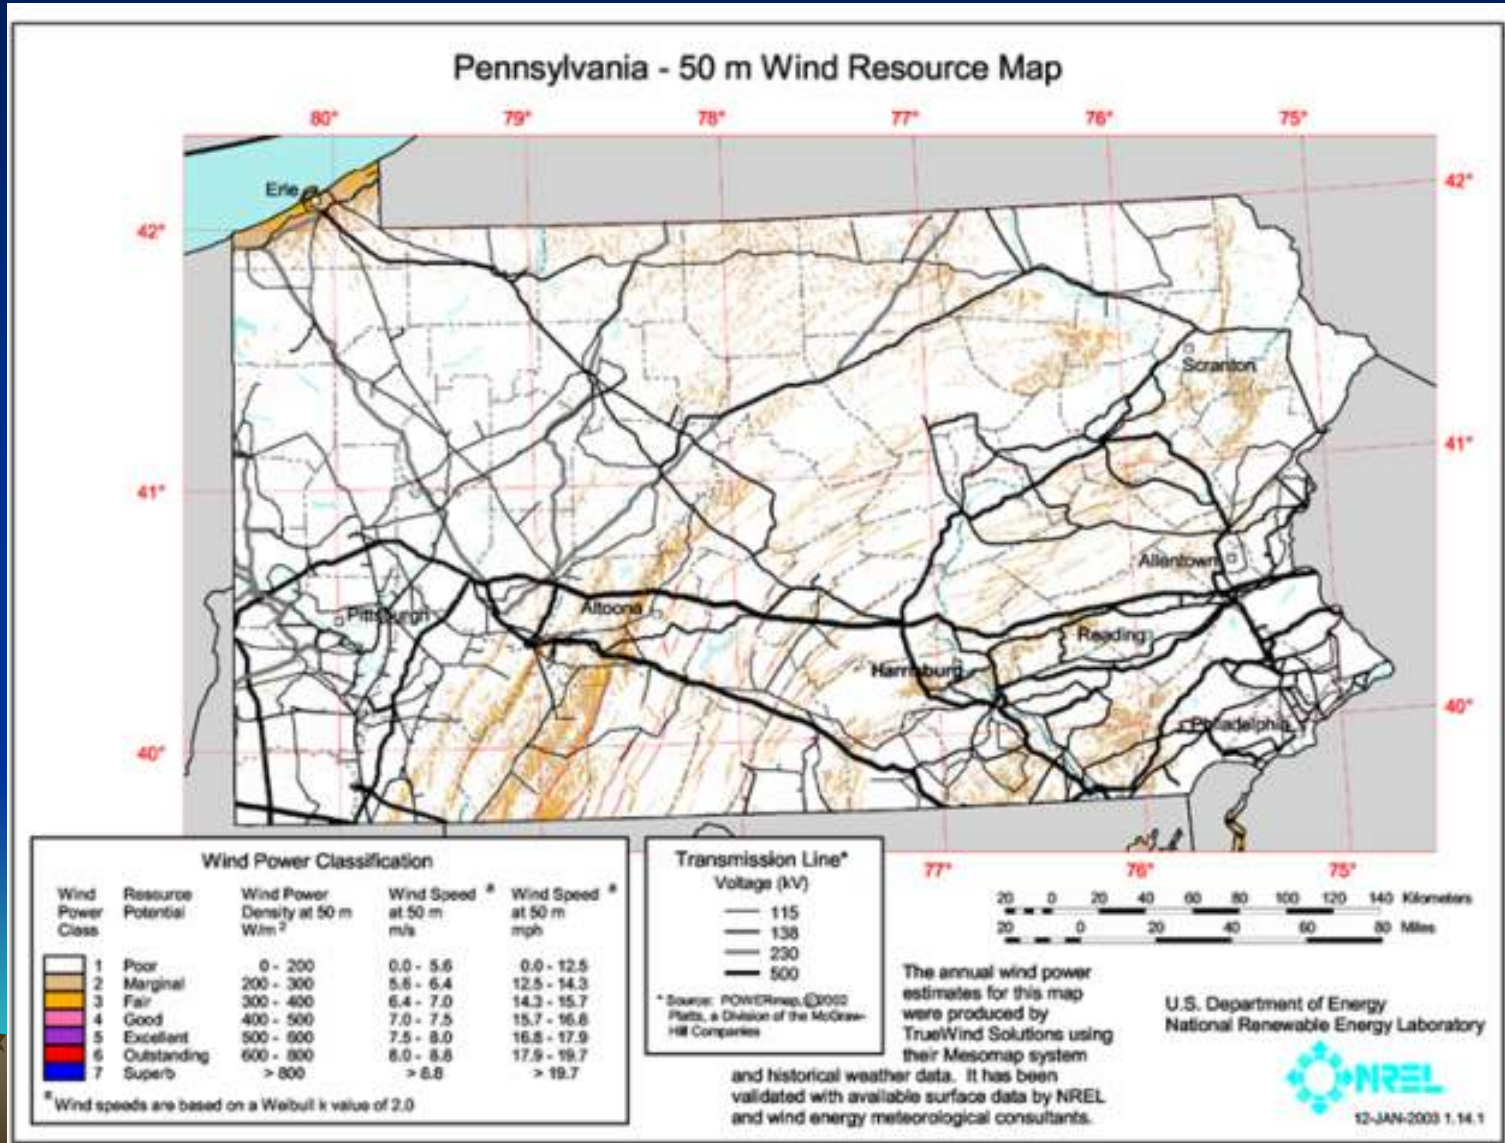 Pennsylvania - 50 m Wind Resource Map
80° 79° 78° 77° 76° 75°
Erie
42° 42°
Scranton
41° 41°
Allentown
Pittsburgh Altoona Reading
Harrisburg
40° Philadelphia 40°
77° 76° 75°
Wind Power Classification
Wind Power Class Resource Potential Wind Power Density at 50 m W/m² Wind Speed ª at 50 m m/s Wind Speed ª at 50 m mph
1 Poor 0 - 200 0.0 - 5.6 0.0 - 12.5
2 Marginal 200 - 300 5.6 - 6.4 12.5 - 14.3
3 Fair 300 - 400 6.4 - 7.0 14.3 - 15.7
4 Good 400 - 500 7.0 - 7.5 15.7 - 16.8
5 Excellent 500 - 600 7.5 - 8.0 16.8 - 17.9
6 Outstanding 600 - 800 8.0 - 8.8 17.9 - 19.7
7 Superb > 800 > 8.8 > 19.7
ª Wind speeds are based on a Weibull k value of 2.0
Transmission Line*
Voltage (kV)
115
138
230
500
* Source: POWERmap, ©2002
Platts, a Division of the McGraw-
Hill Companies
20 0 20 40 60 80 100 120 140 Kilometers
20 0 20 40 60 80 Miles
The annual wind power
estimates for this map
were produced by
TrueWind Solutions using
their Mesomap system
and historical weather data. It has been
validated with available surface data by NREL
and wind energy meteorological consultants.
U.S. Department of Energy
National Renewable Energy Laboratory
NREL
12-JAN-2003 1.14.1